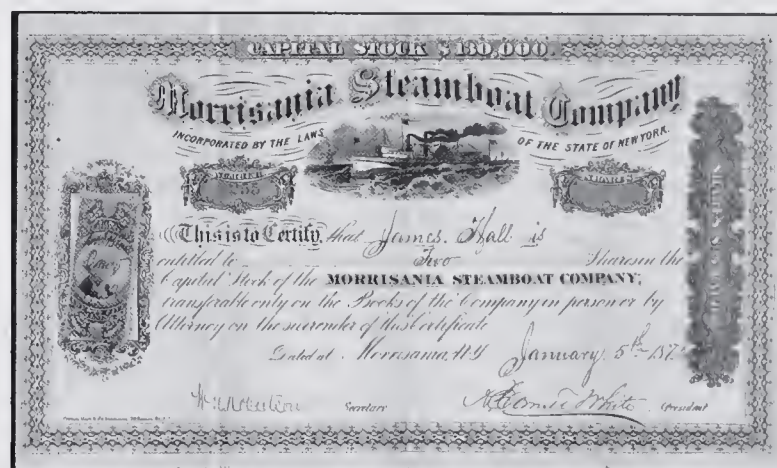 CAPITAL STOCK $130,000.
Morrisania Steamboat Company
INCORPORATED BY THE LAWS OF THE STATE OF NEW YORK.
NUMBER SHARES
This is to Certify, that James Hall is
entitled to Two Shares in the
Capital Stock of the MORRISANIA STEAMBOAT COMPANY,
transferable only on the Books of the Company in person or by
Attorney on the surrender of this Certificate
Dated at Morrisania, N.Y January 5th 187
Secretary White President